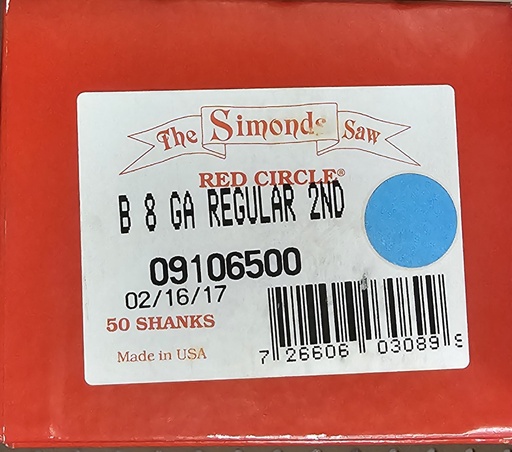 The Simonds Saw
RED CIRCLE®
B 8 GA REGULAR 2ND
09106500
02/16/17
50 SHANKS
Made in USA
7 26606 03089 9